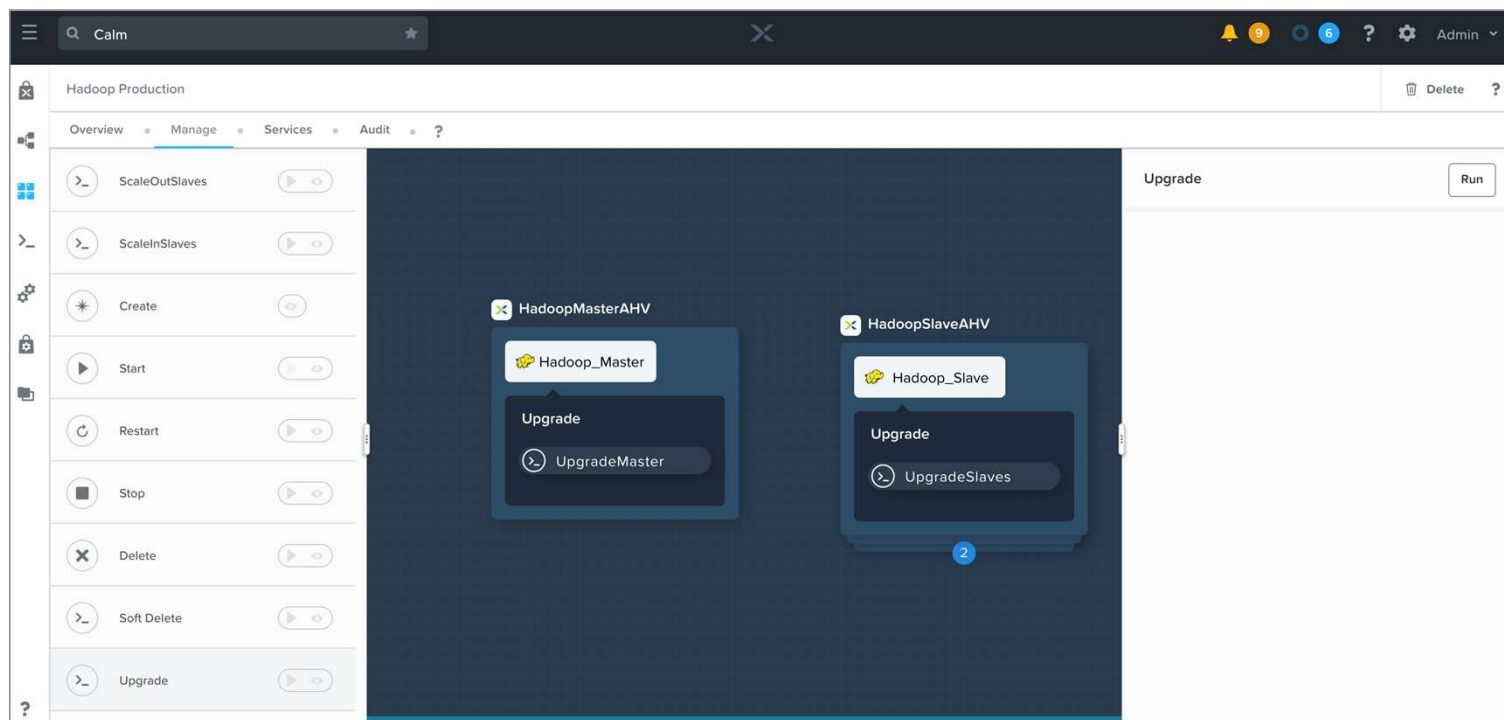 Calm
9
6
?
Admin
Hadoop Production
Delete
?
Overview
Manage
Services
Audit
?
ScaleOutSlaves
ScaleInSlaves
Create
Start
Restart
Stop
Delete
Soft Delete
Upgrade
?
HadoopMasterAHV
Hadoop_Master
Upgrade
UpgradeMaster
HadoopSlaveAHV
Hadoop_Slave
Upgrade
UpgradeSlaves
2
Upgrade
Run